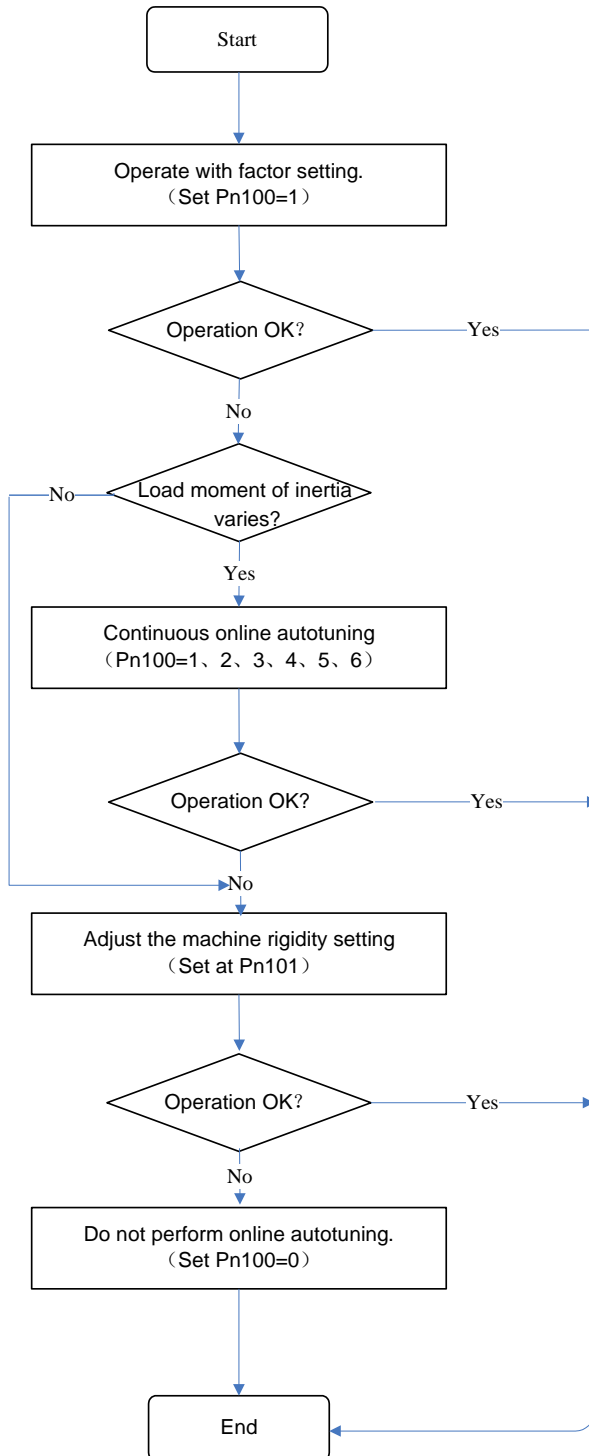 Start
Operate with factor setting.
（Set Pn100=1）
Operation OK？
Yes
No
Load moment of inertia
varies?
No
Yes
Continuous online autotuning
（Pn100=1、2、3、4、5、6）
Operation OK?
Yes
No
Adjust the machine rigidity setting
（Set at Pn101）
Operation OK？
Yes
No
Do not perform online autotuning.
（Set Pn100=0）
End